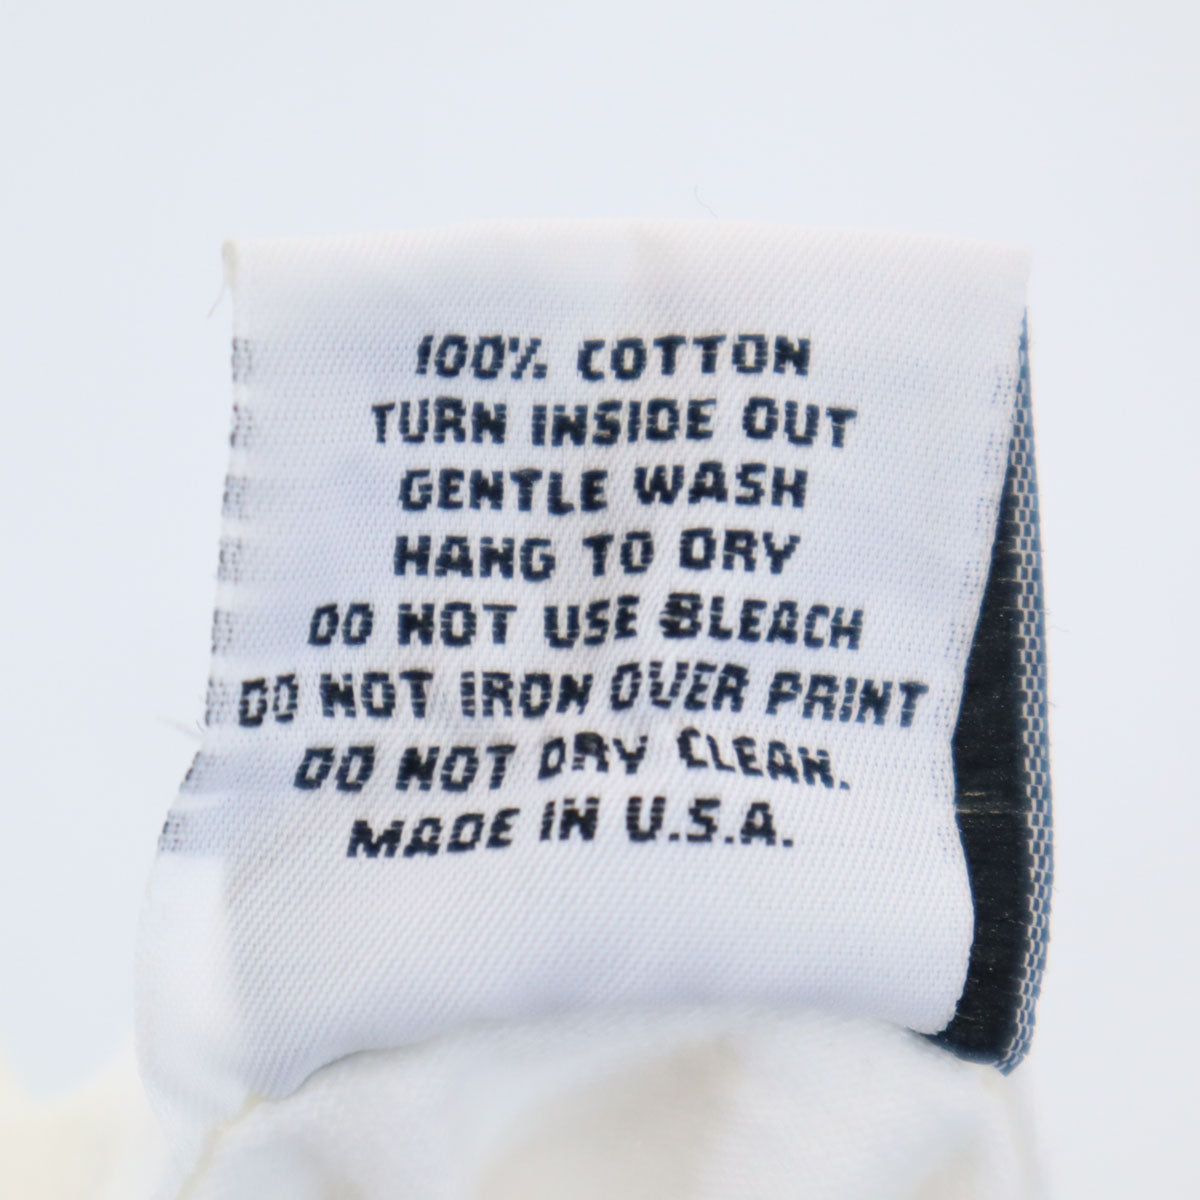 100% COTTON
TURN INSIDE OUT
GENTLE WASH
HANG TO DRY
DO NOT USE BLEACH
DO NOT IRON OVER PRINT
DO NOT DRY CLEAN.
MADE IN U.S.A.